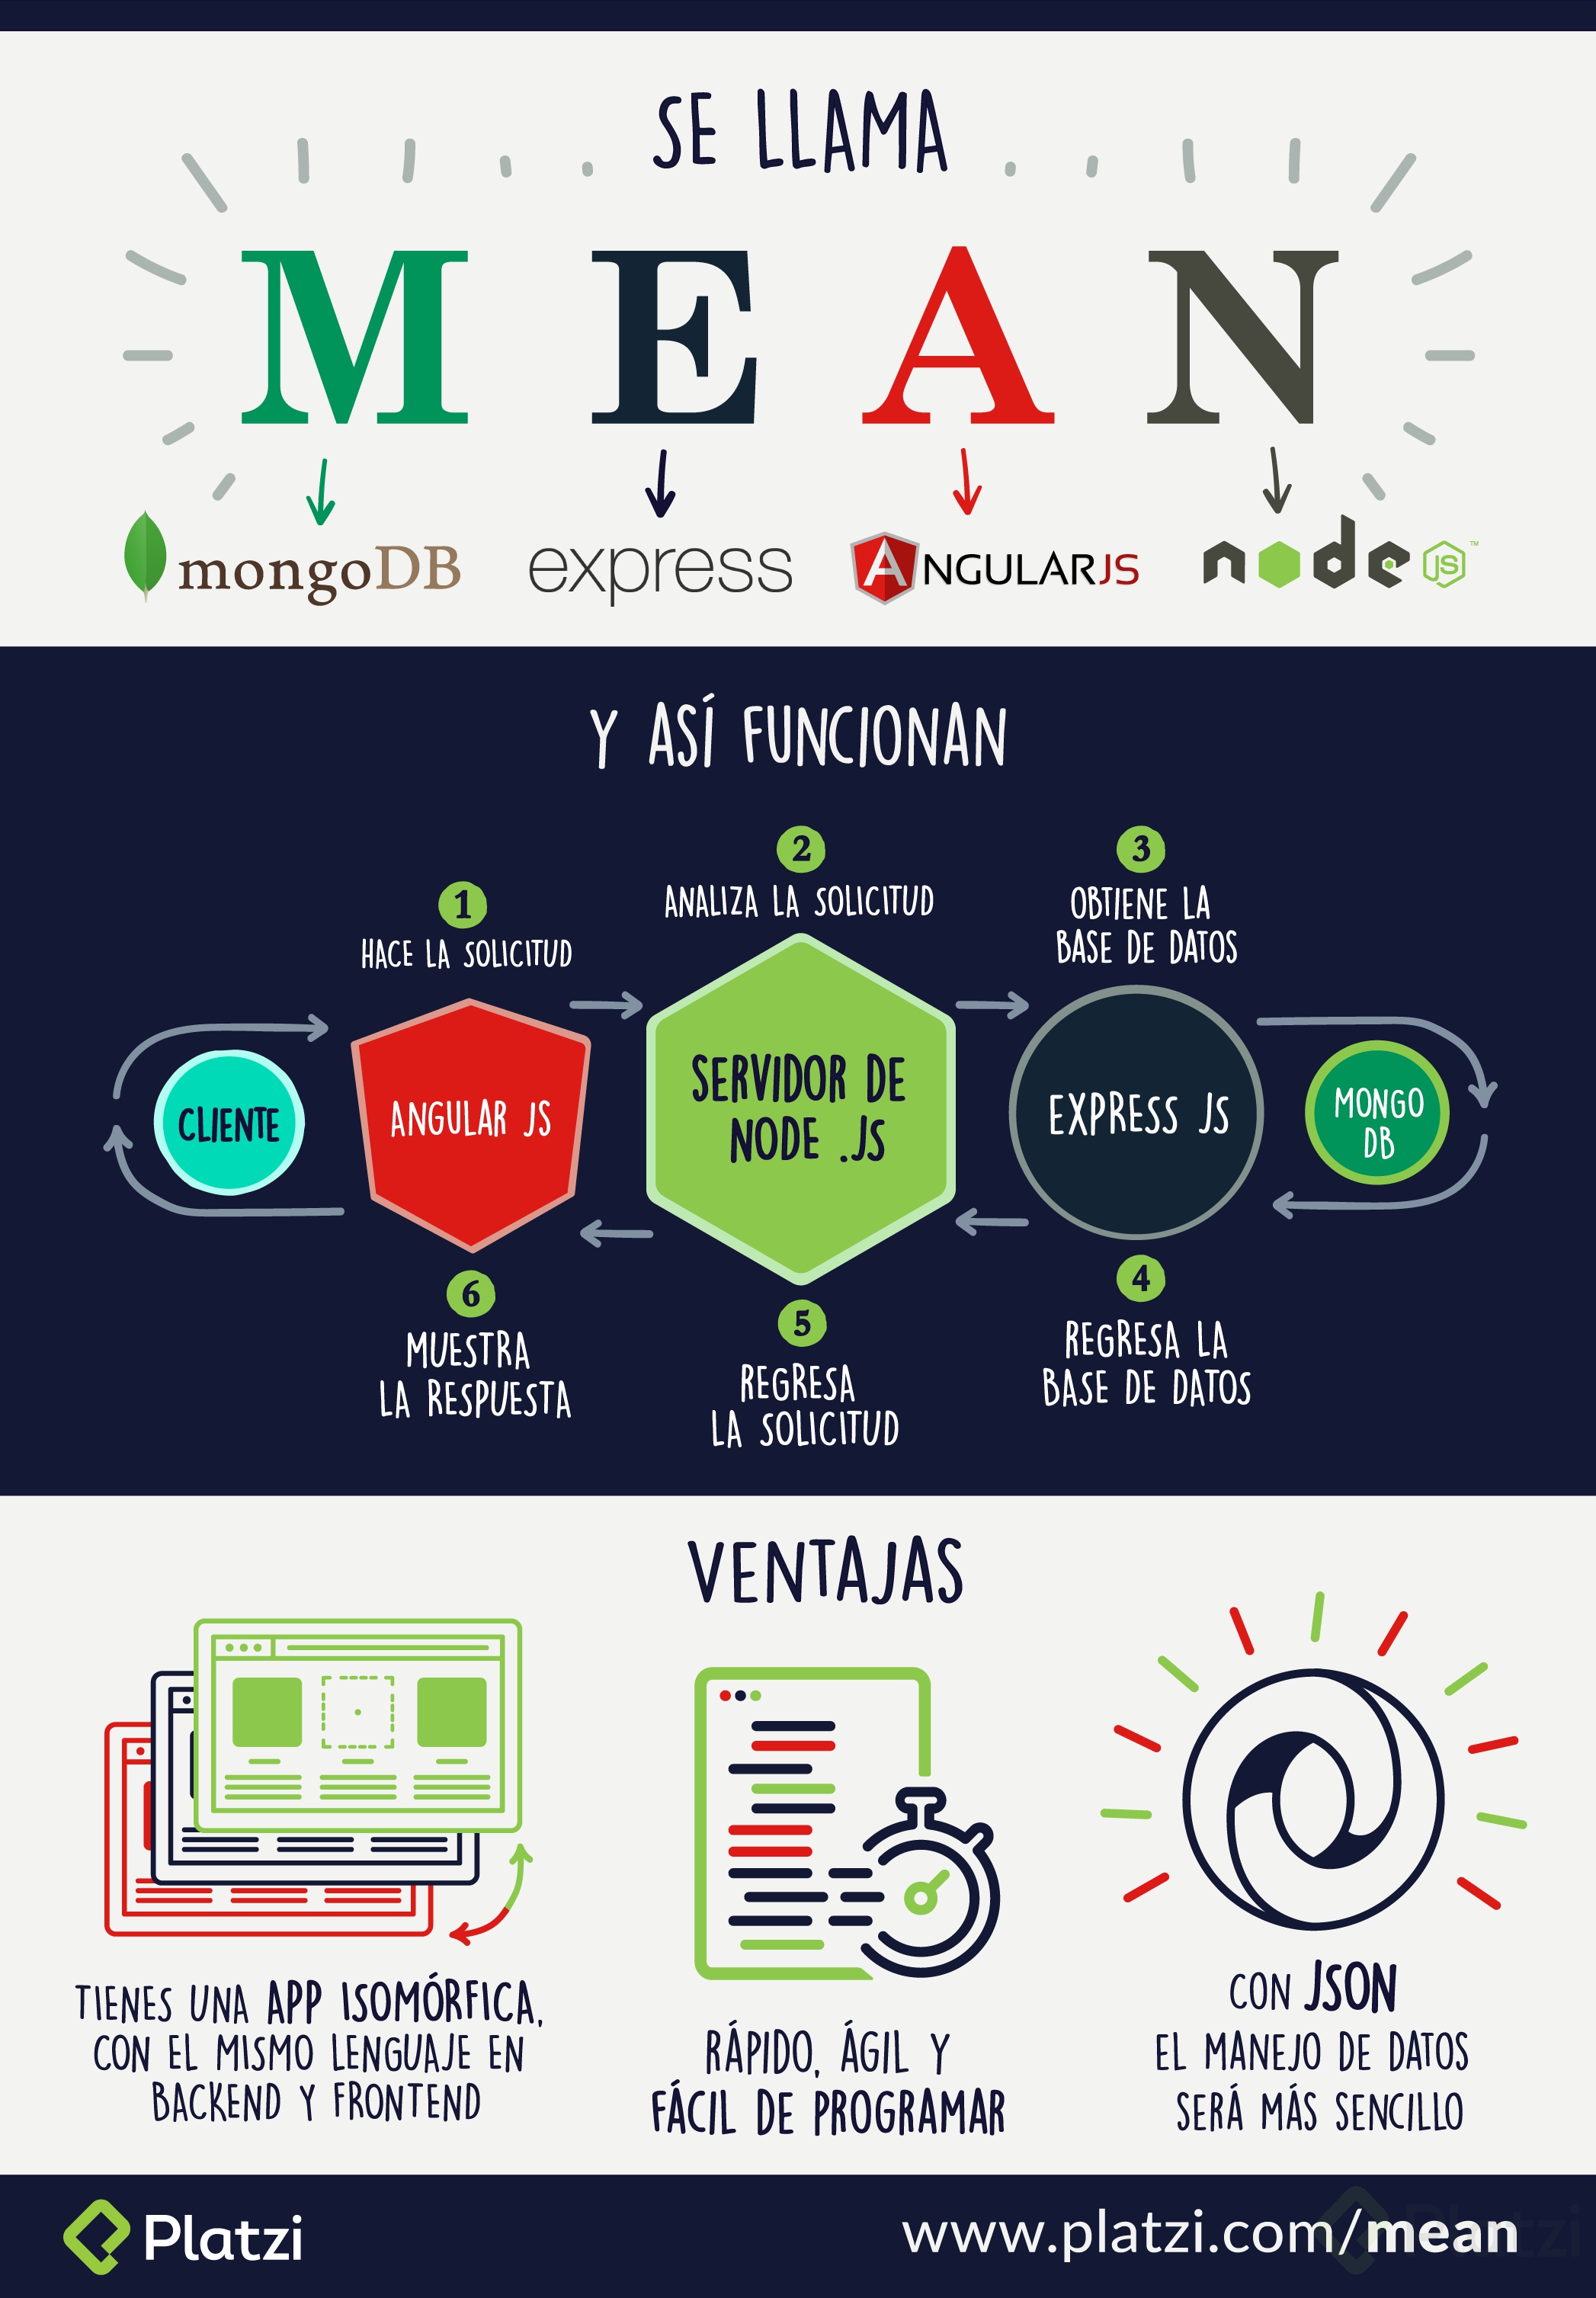 SE LLAMA
M E A N
mongoDB
express
ANGULARJS
node JS™
Y ASÍ FUNCIONAN
1
HACE LA SOLICITUD
2
ANALIZA LA SOLICITUD
3
OBTIENE LA
BASE DE DATOS
CLIENTE
ANGULAR JS
SERVIDOR DE
NODE .JS
EXPRESS JS
MONGO
DB
6
MUESTRA
LA RESPUESTA
5
REGRESA
LA SOLICITUD
4
REGRESA LA
BASE DE DATOS
VENTAJAS
TIENES UNA APP ISOMÓRFICA,
CON EL MISMO LENGUAJE EN
BACKEND Y FRONTEND
RÁPIDO, ÁGIL Y
FÁCIL DE PROGRAMAR
CON JSON
EL MANEJO DE DATOS
SERÁ MÁS SENCILLO
Platzi
www.platzi.com/mean
Platzi